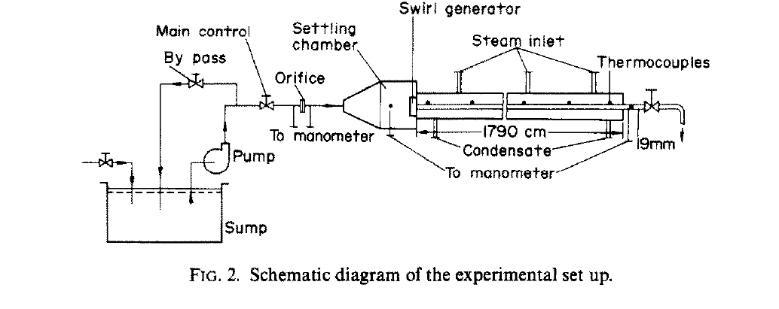 Swirl generator
Main control
Settling
chamber
Steam inlet
By pass
Thermocouples
Orifice
To manometer
1790 cm
19mm
Pump
Condensate
To manometer
Sump
FIG. 2. Schematic diagram of the experimental set up.